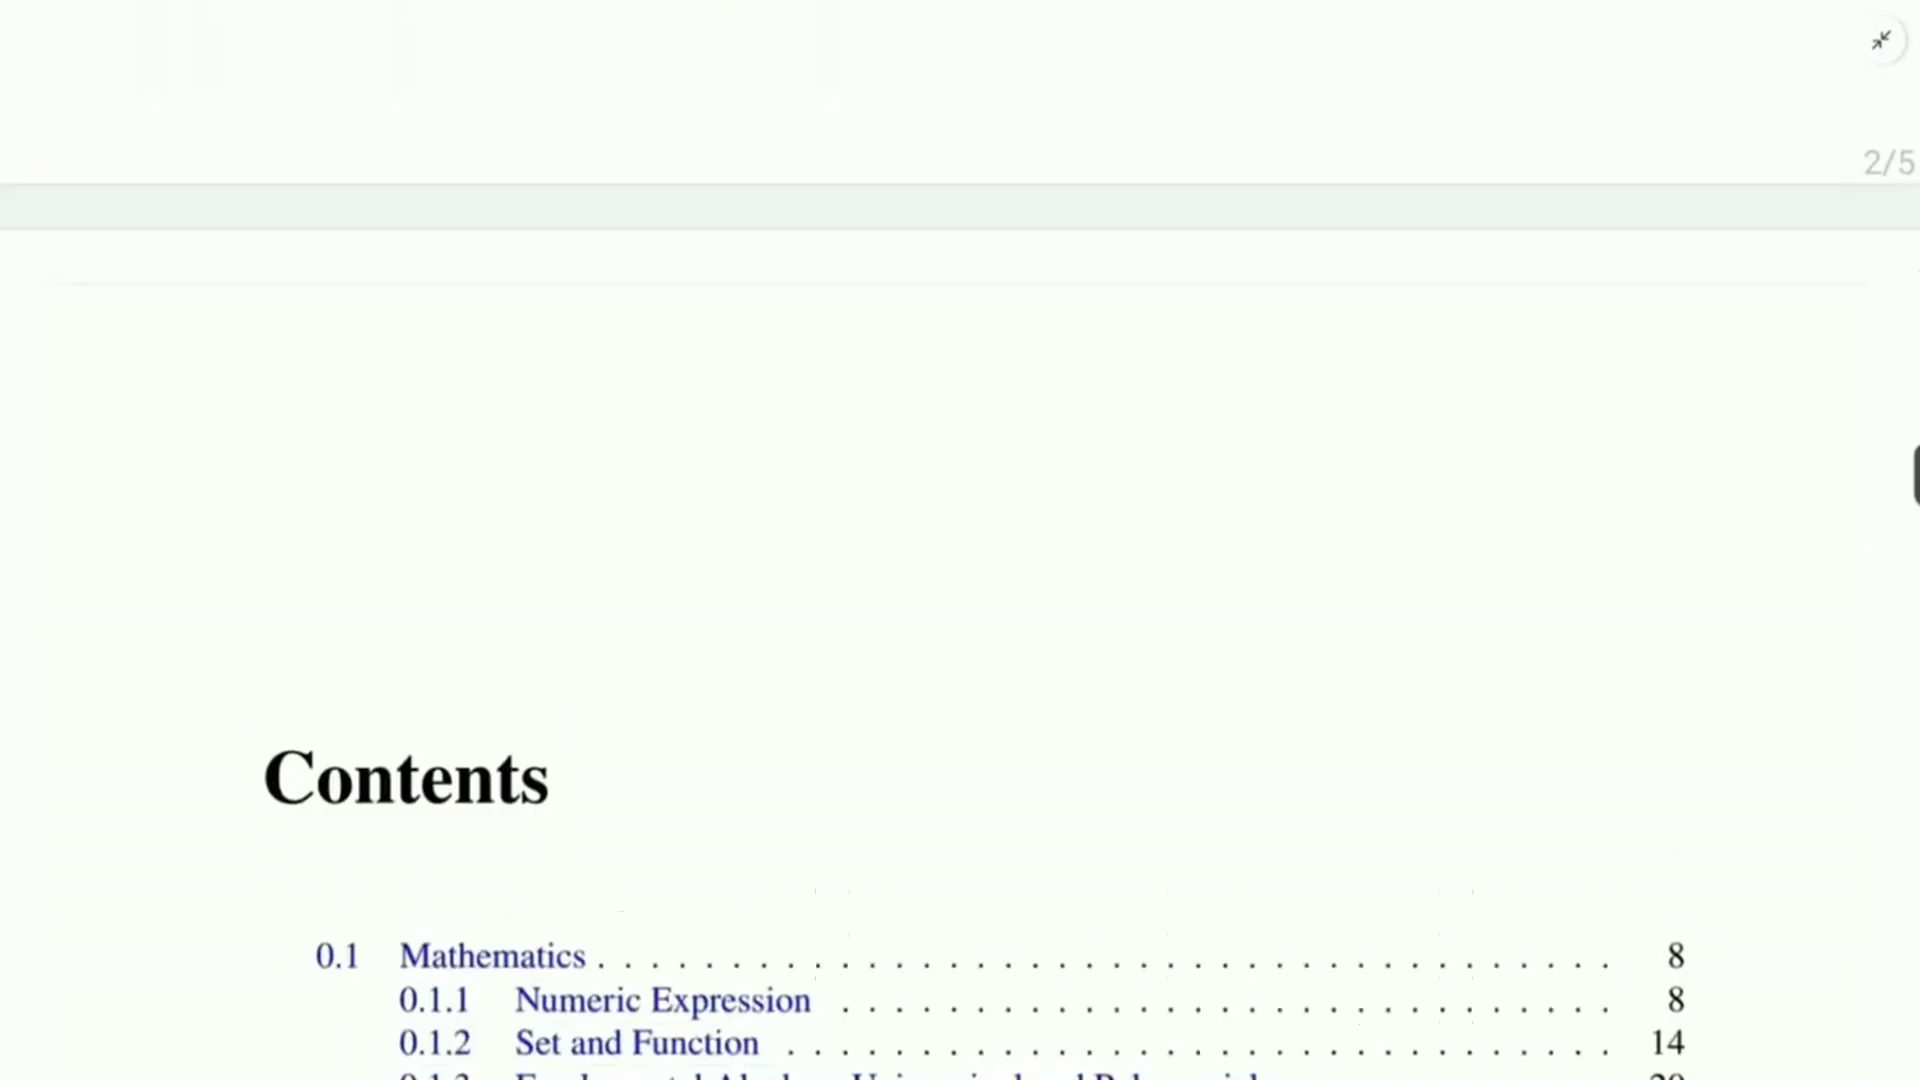 2/5
Contents
0.1 Mathematics . . . . . . . . . . . . . . . . . . . . . . . . . . . . . . . . . . . . . . 8
0.1.1 Numeric Expression . . . . . . . . . . . . . . . . . . . . . . . . . . . . . 8
0.1.2 Set and Function . . . . . . . . . . . . . . . . . . . . . . . . . . . . . . . 14